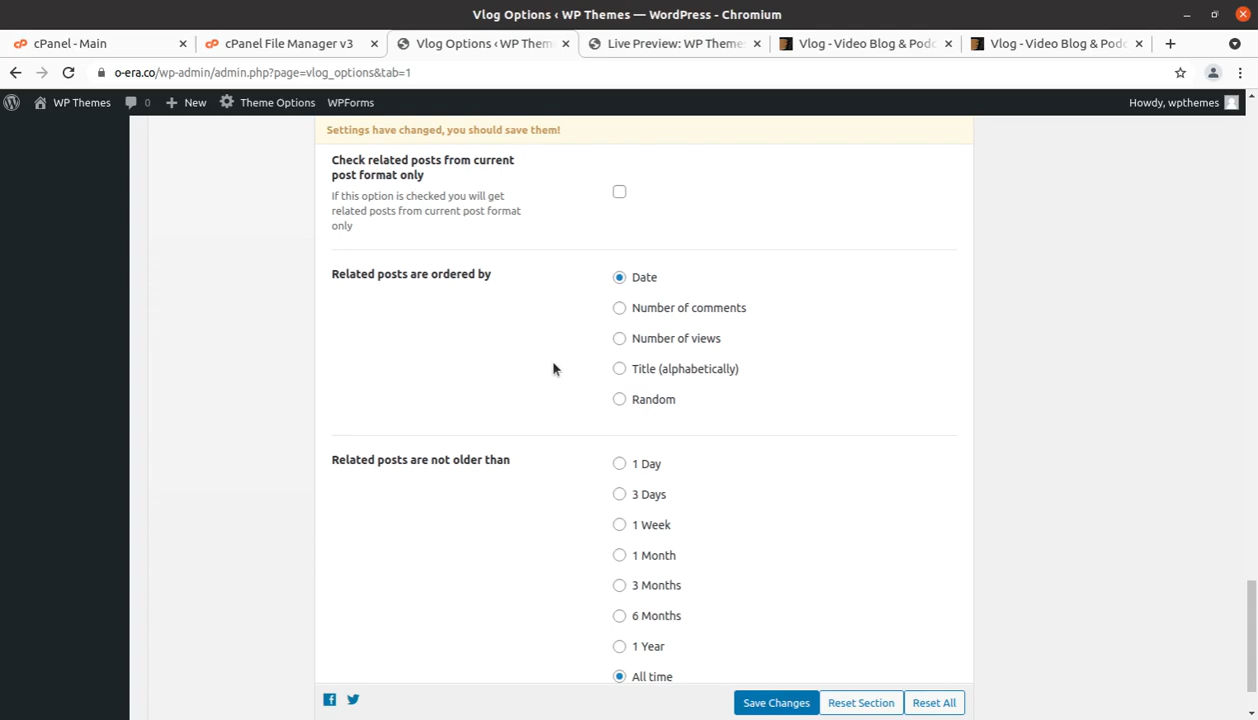 Vlog Options ‹ WP Themes — WordPress - Chromium
cPanel - Main
cPanel File Manager v3
Vlog Options ‹ WP Them
Live Preview: WP Theme
Vlog - Video Blog & Podc
Vlog - Video Blog & Podc
o-era.co/wp-admin/admin.php?page=vlog_options&tab=1
WP Themes
0
New
Theme Options
WPForms
Howdy, wpthemes
Settings have changed, you should save them!
Check related posts from current
post format only
If this option is checked you will get
related posts from current post format
only
Related posts are ordered by
Date
Number of comments
Number of views
Title (alphabetically)
Random
Related posts are not older than
1 Day
3 Days
1 Week
1 Month
3 Months
6 Months
1 Year
All time
Save Changes
Reset Section
Reset All